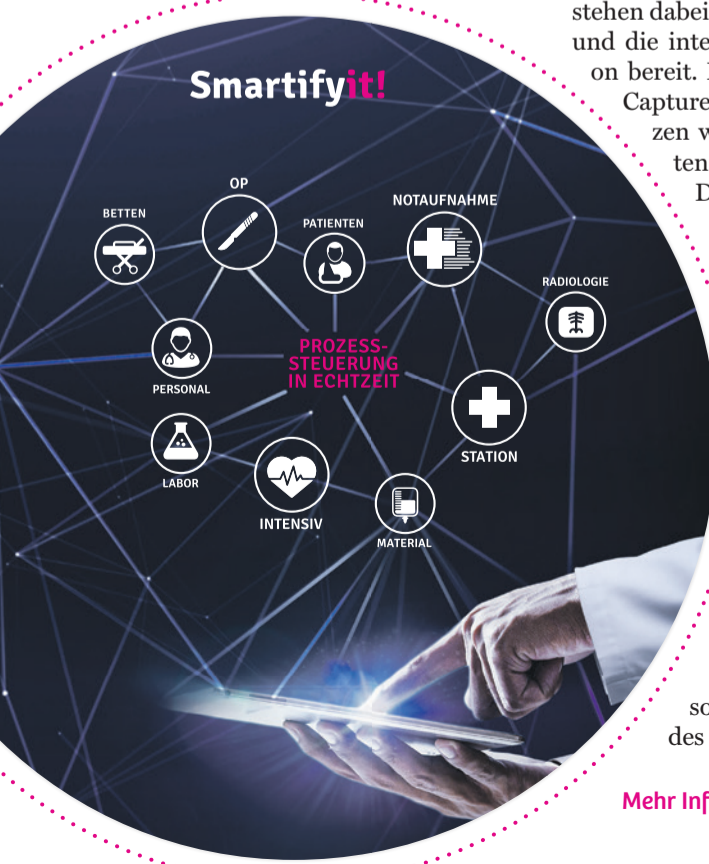 stehen dabei
und die inte
on bereit.
Capture
zen w
ten
D
Smartifyit!
OP
BETTEN
PATIENTEN
NOTAUFNAHME
RADIOLOGIE
PROZESS-
STEUERUNG
IN ECHTZEIT
PERSONAL
STATION
LABOR
INTENSIV
MATERIAL
so
des
Mehr Inf